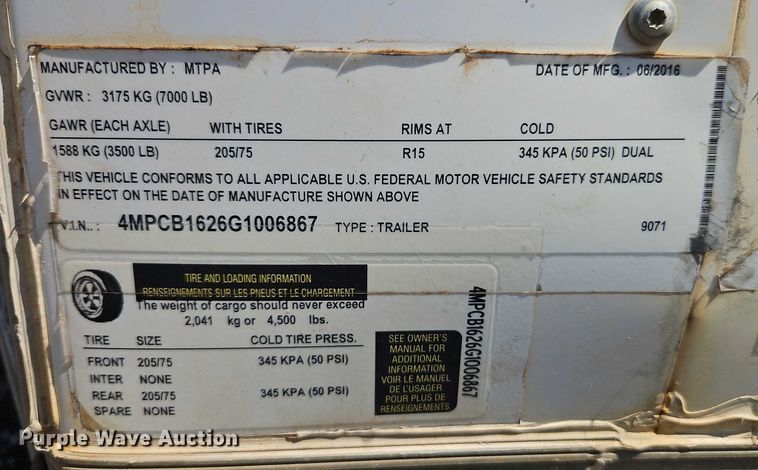 MANUFACTURED BY : MTPA DATE OF MFG. : 06/2016
GVWR : 3175 KG (7000 LB)
GAWR (EACH AXLE) WITH TIRES RIMS AT COLD
1588 KG (3500 LB) 205/75 R15 345 KPA (50 PSI) DUAL
THIS VEHICLE CONFORMS TO ALL APPLICABLE U.S. FEDERAL MOTOR VEHICLE SAFETY STANDARDS
IN EFFECT ON THE DATE OF MANUFACTURE SHOWN ABOVE
V.I.N.. : 4MPCB1626G1006867 TYPE : TRAILER 9071
TIRE AND LOADING INFORMATION
RENSEIGNEMENTS SUR LES PNEUS ET LE CHARGEMENT
The weight of cargo should never exceed
2,041 kg or 4,500 lbs.
TIRE SIZE COLD TIRE PRESS.
FRONT 205/75 345 KPA (50 PSI)
INTER NONE
REAR 205/75 345 KPA (50 PSI)
SPARE NONE
SEE OWNER'S
MANUAL FOR
ADDITIONAL
INFORMATION
VOIR LE MANUEL
DE L'USAGER
POUR PLUS DE
RENSEIGNEMENTS
4MPCB1626G1006867
Purple Wave Auction